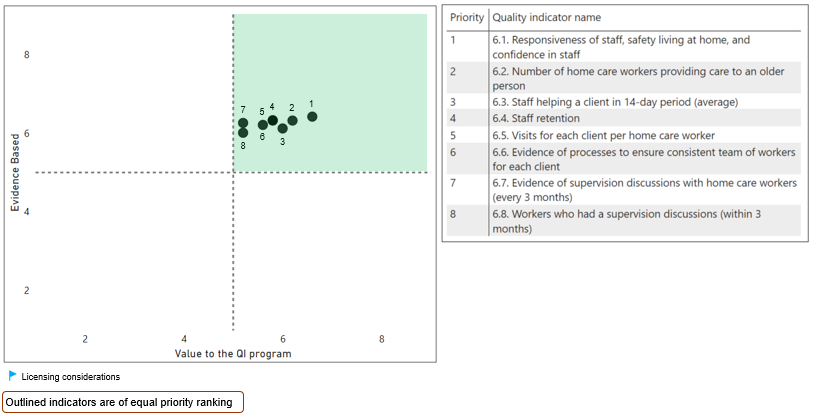 Evidence Based
8
6
4
2
7
5
4
2
1
8
6
3
2
4
6
8
Value to the QI program
Priority Quality indicator name
1 6.1. Responsiveness of staff, safety living at home, and
confidence in staff
2 6.2. Number of home care workers providing care to an older
person
3 6.3. Staff helping a client in 14-day period (average)
4 6.4. Staff retention
5 6.5. Visits for each client per home care worker
6 6.6. Evidence of processes to ensure consistent team of workers
for each client
7 6.7. Evidence of supervision discussions with home care workers
(every 3 months)
8 6.8. Workers who had a supervision discussions (within 3
months)
Licensing considerations
Outlined indicators are of equal priority ranking